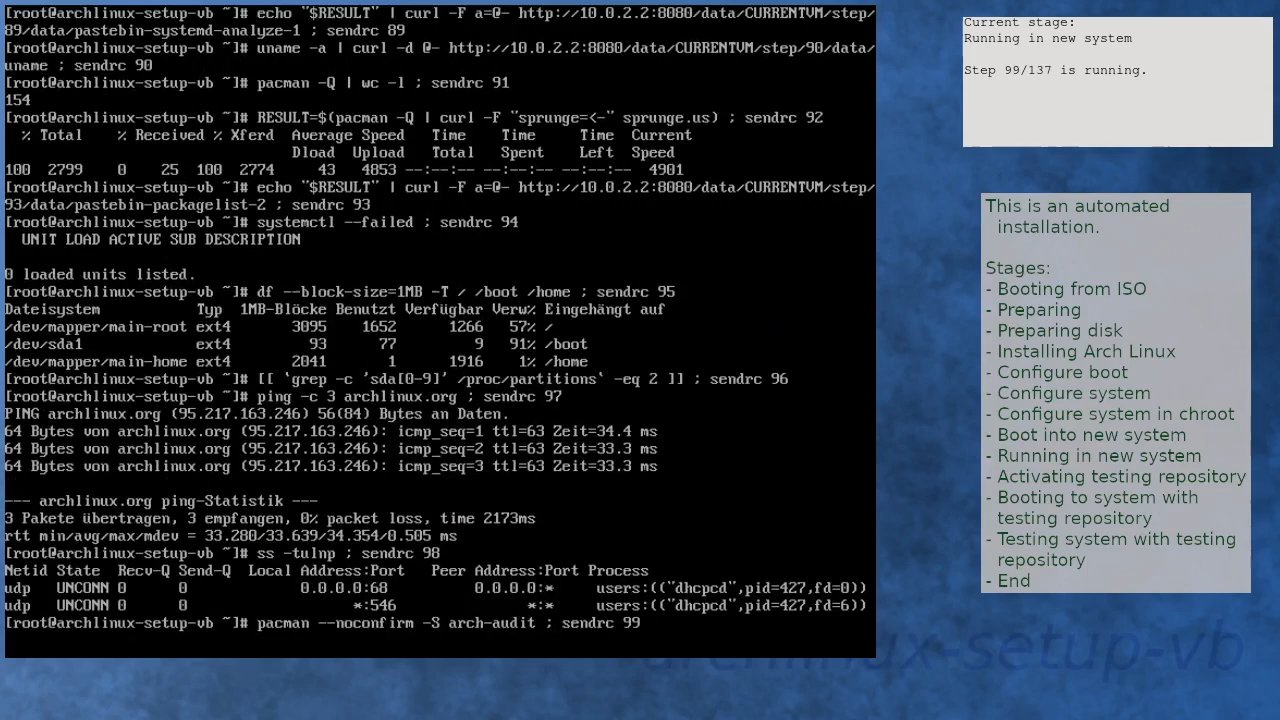 [root@archlinux-setup-vb ~]# echo "$RESULT" | curl -F a=@- http://10.0.2.2:8080/data/CURRENTVM/step/
89/data/pastebin-systemd-analyze-1 ; sendrc 89
[root@archlinux-setup-vb ~]# uname -a | curl -d @- http://10.0.2.2:8080/data/CURRENTVM/step/90/data/
uname ; sendrc 90
[root@archlinux-setup-vb ~]# pacman -Q | wc -l ; sendrc 91
154
[root@archlinux-setup-vb ~]# RESULT=$(pacman -Q | curl -F "sprunge=<-" sprunge.us) ; sendrc 92
  % Total    % Received % Xferd  Average Speed   Time    Time     Time  Current
                                 Dload  Upload   Total   Spent    Left  Speed
100  2799    0    25  100  2774     43   4853 --:--:-- --:--:-- --:--:--  4901
[root@archlinux-setup-vb ~]# echo "$RESULT" | curl -F a=@- http://10.0.2.2:8080/data/CURRENTVM/step/
93/data/pastebin-packagelist-2 ; sendrc 93
[root@archlinux-setup-vb ~]# systemctl --failed ; sendrc 94
  UNIT LOAD ACTIVE SUB DESCRIPTION
0 loaded units listed.
[root@archlinux-setup-vb ~]# df --block-size=1MB -T / /boot /home ; sendrc 95
Dateisystem           Typ  1MB-Blöcke Benutzt Verfügbar Verw% Eingehängt auf
/dev/mapper/main-root ext4       3095    1652      1266   57% /
/dev/sda1             ext4         93      77         9   91% /boot
/dev/mapper/main-home ext4       2041       1      1916    1% /home
[root@archlinux-setup-vb ~]# [[ `grep -c 'sda[0-9]' /proc/partitions` -eq 2 ]] ; sendrc 96
[root@archlinux-setup-vb ~]# ping -c 3 archlinux.org ; sendrc 97
PING archlinux.org (95.217.163.246) 56(84) Bytes an Daten.
64 Bytes von archlinux.org (95.217.163.246): icmp_seq=1 ttl=63 Zeit=34.4 ms
64 Bytes von archlinux.org (95.217.163.246): icmp_seq=2 ttl=63 Zeit=33.3 ms
64 Bytes von archlinux.org (95.217.163.246): icmp_seq=3 ttl=63 Zeit=33.3 ms
--- archlinux.org ping-Statistik ---
3 Pakete übertragen, 3 empfangen, 0% packet loss, time 2173ms
rtt min/avg/max/mdev = 33.280/33.639/34.354/0.505 ms
[root@archlinux-setup-vb ~]# ss -tulnp ; sendrc 98
Netid State  Recv-Q Send-Q  Local Address:Port   Peer Address:Port Process
udp   UNCONN 0      0             0.0.0.0:68          0.0.0.0:*     users:(("dhcpcd",pid=427,fd=0))
udp   UNCONN 0      0                   *:546               *:*     users:(("dhcpcd",pid=427,fd=6))
[root@archlinux-setup-vb ~]# pacman --noconfirm -S arch-audit ; sendrc 99
Current stage:
Running in new system
Step 99/137 is running.
This is an automated
installation.
Stages:
- Booting from ISO
- Preparing
- Preparing disk
- Installing Arch Linux
- Configure boot
- Configure system
- Configure system in chroot
- Boot into new system
- Running in new system
- Activating testing repository
- Booting to system with
testing repository
- Testing system with testing
repository
- End
archlinux-setup-vb